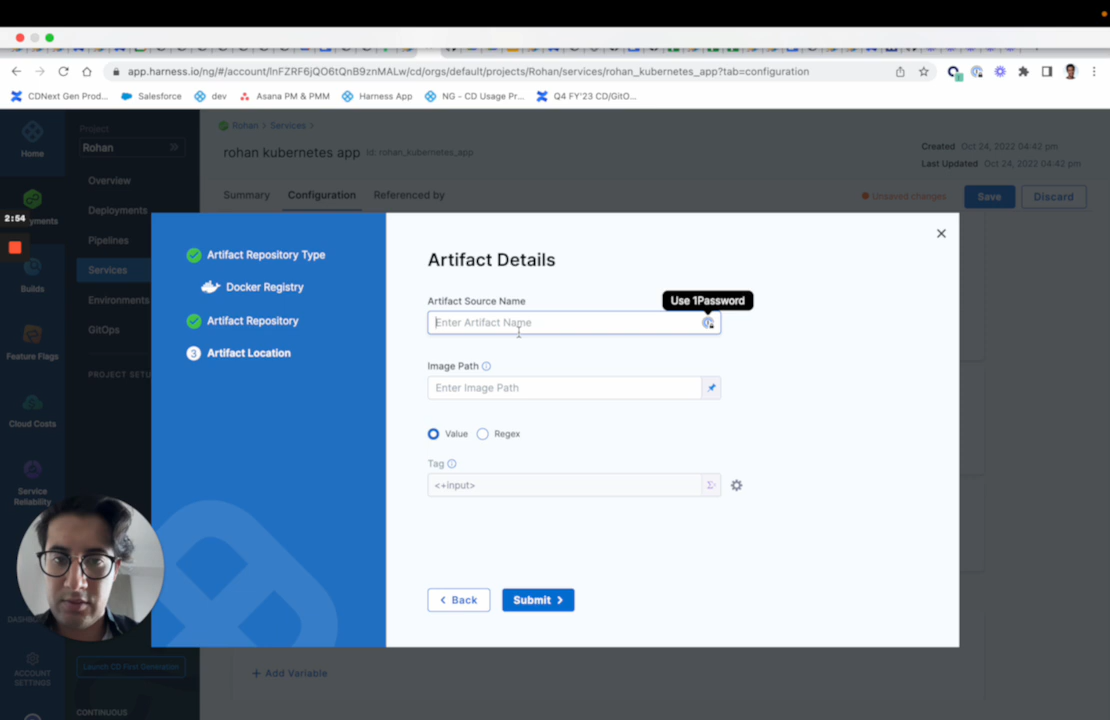 app.harness.io/ng/#/account/lnFZRF6jQO6tQnB9znMALw/cd/orgs/default/projects/Rohan/services/rohan_kubernetes_app?tab=configuration
CDNext Gen Prod... Salesforce dev Asana PM & PMM Harness App NG - CD Usage Pr... Q4 FY'23 CD/GitO...
Home
Project
Rohan
Overview
Deployments
Pipelines
Services
Environments
GitOps
PROJECT SETU
2:54
yments
Builds
Feature Flags
Cloud Costs
Service
Reliability
ACCOUNT
SETTINGS
Launch CD First Generation
CONTINUOUS
Rohan > Services >
rohan kubernetes app Id: rohan_kubernetes_app
Created Oct 24, 2022 04:42 pm
Last Updated Oct 24, 2022 04:42 pm
Summary Configuration Referenced by
Unsaved changes Save Discard
Artifact Repository Type
Docker Registry
Artifact Repository
3 Artifact Location
Artifact Details
Artifact Source Name
Use 1Password
Enter Artifact Name
Image Path
Enter Image Path
Value Regex
Tag
<+input>
Back Submit
+ Add Variable